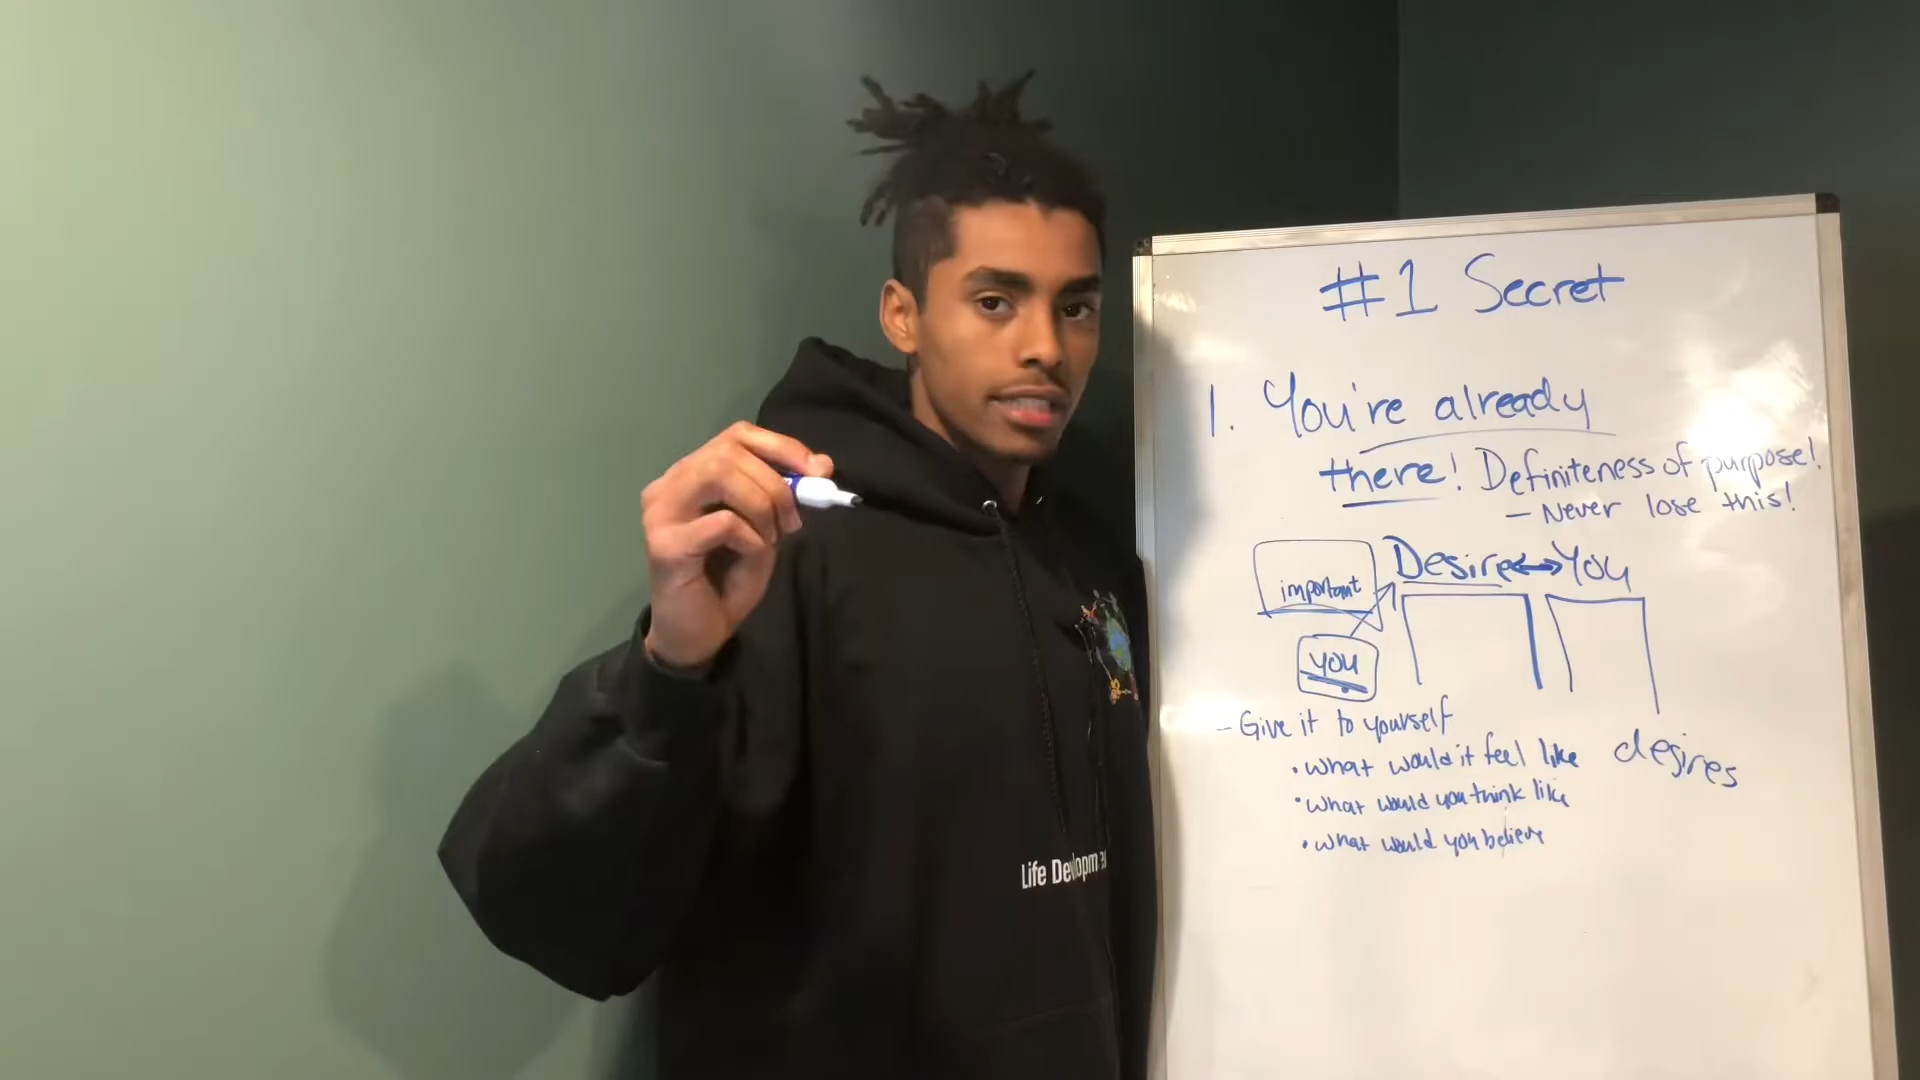 #1 Secret
1. You're already
there! Definiteness of purpose!
– Never lose this!
important
Desire↔You
you
– Give it to yourself
• What would it feel like
desires
• What would you think like
• What would you believe
Life Developm